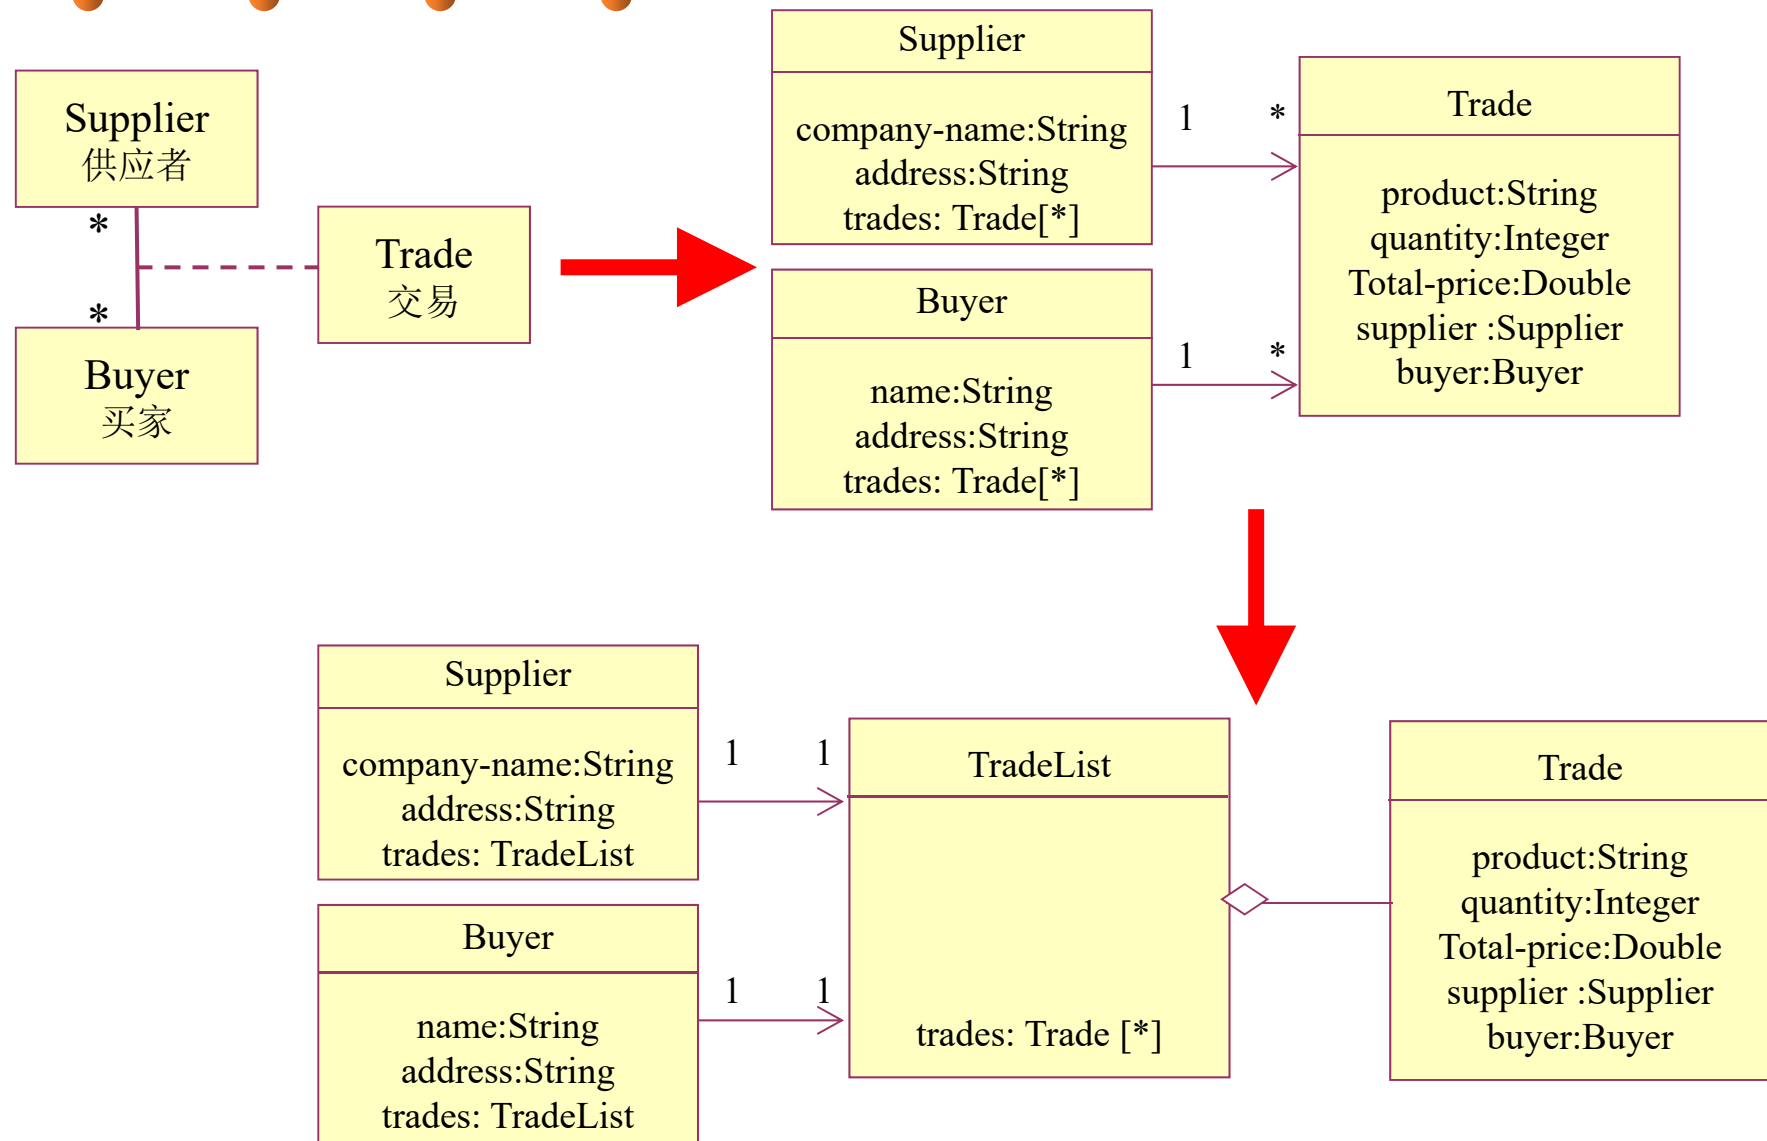 Supplier
供应者
*
*
Buyer
买家
Trade
交易
Supplier
company-name:String
address:String
trades: Trade[*]
1
*
Buyer
name:String
address:String
trades: Trade[*]
1
*
Trade
product:String
quantity:Integer
Total-price:Double
supplier :Supplier
buyer:Buyer
Supplier
company-name:String
address:String
trades: TradeList
1
1
Buyer
name:String
address:String
trades: TradeList
1
1
TradeList
trades: Trade [*]
Trade
product:String
quantity:Integer
Total-price:Double
supplier :Supplier
buyer:Buyer